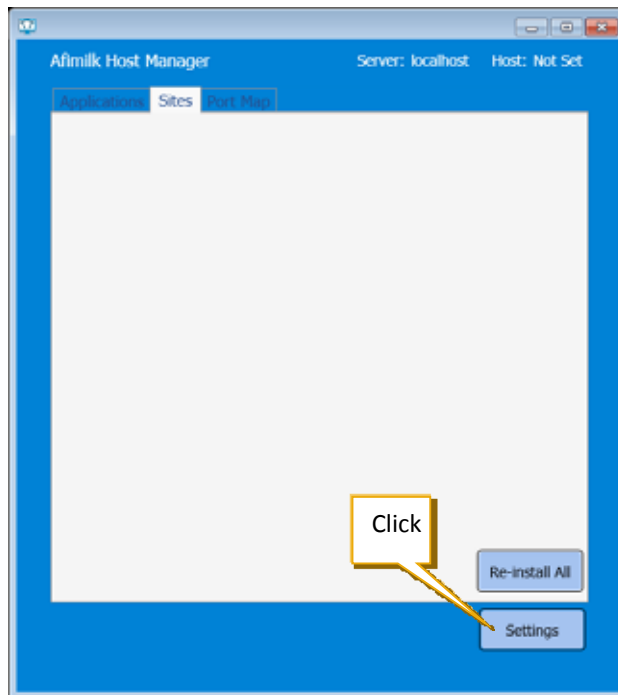 Afimilk Host Manager Server: localhost Host: Not Set
Applications Sites Port Map
Click
Re-install All
Settings